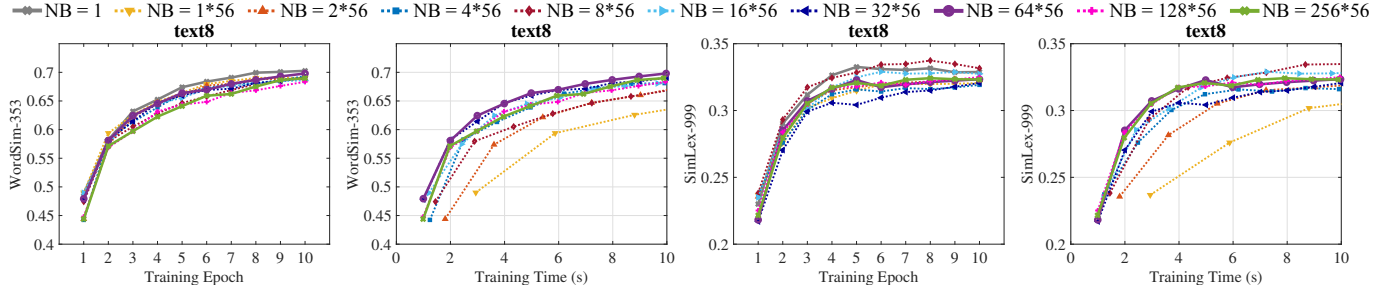 NB = 1 NB = 1*56 NB = 2*56 NB = 4*56 NB = 8*56 NB = 16*56 NB = 32*56 NB = 64*56 NB = 128*56 NB = 256*56
text8
WordSim-353
0.7
0.65
0.6
0.55
0.5
0.45
0.4
1 2 3 4 5 6 7 8 9 10
Training Epoch
text8
WordSim-353
0.7
0.65
0.6
0.55
0.5
0.45
0.4
0 2 4 6 8 10
Training Time (s)
text8
SimLex-999
0.35
0.3
0.25
0.2
1 2 3 4 5 6 7 8 9 10
Training Epoch
text8
SimLex-999
0.35
0.3
0.25
0.2
0 2 4 6 8 10
Training Time (s)